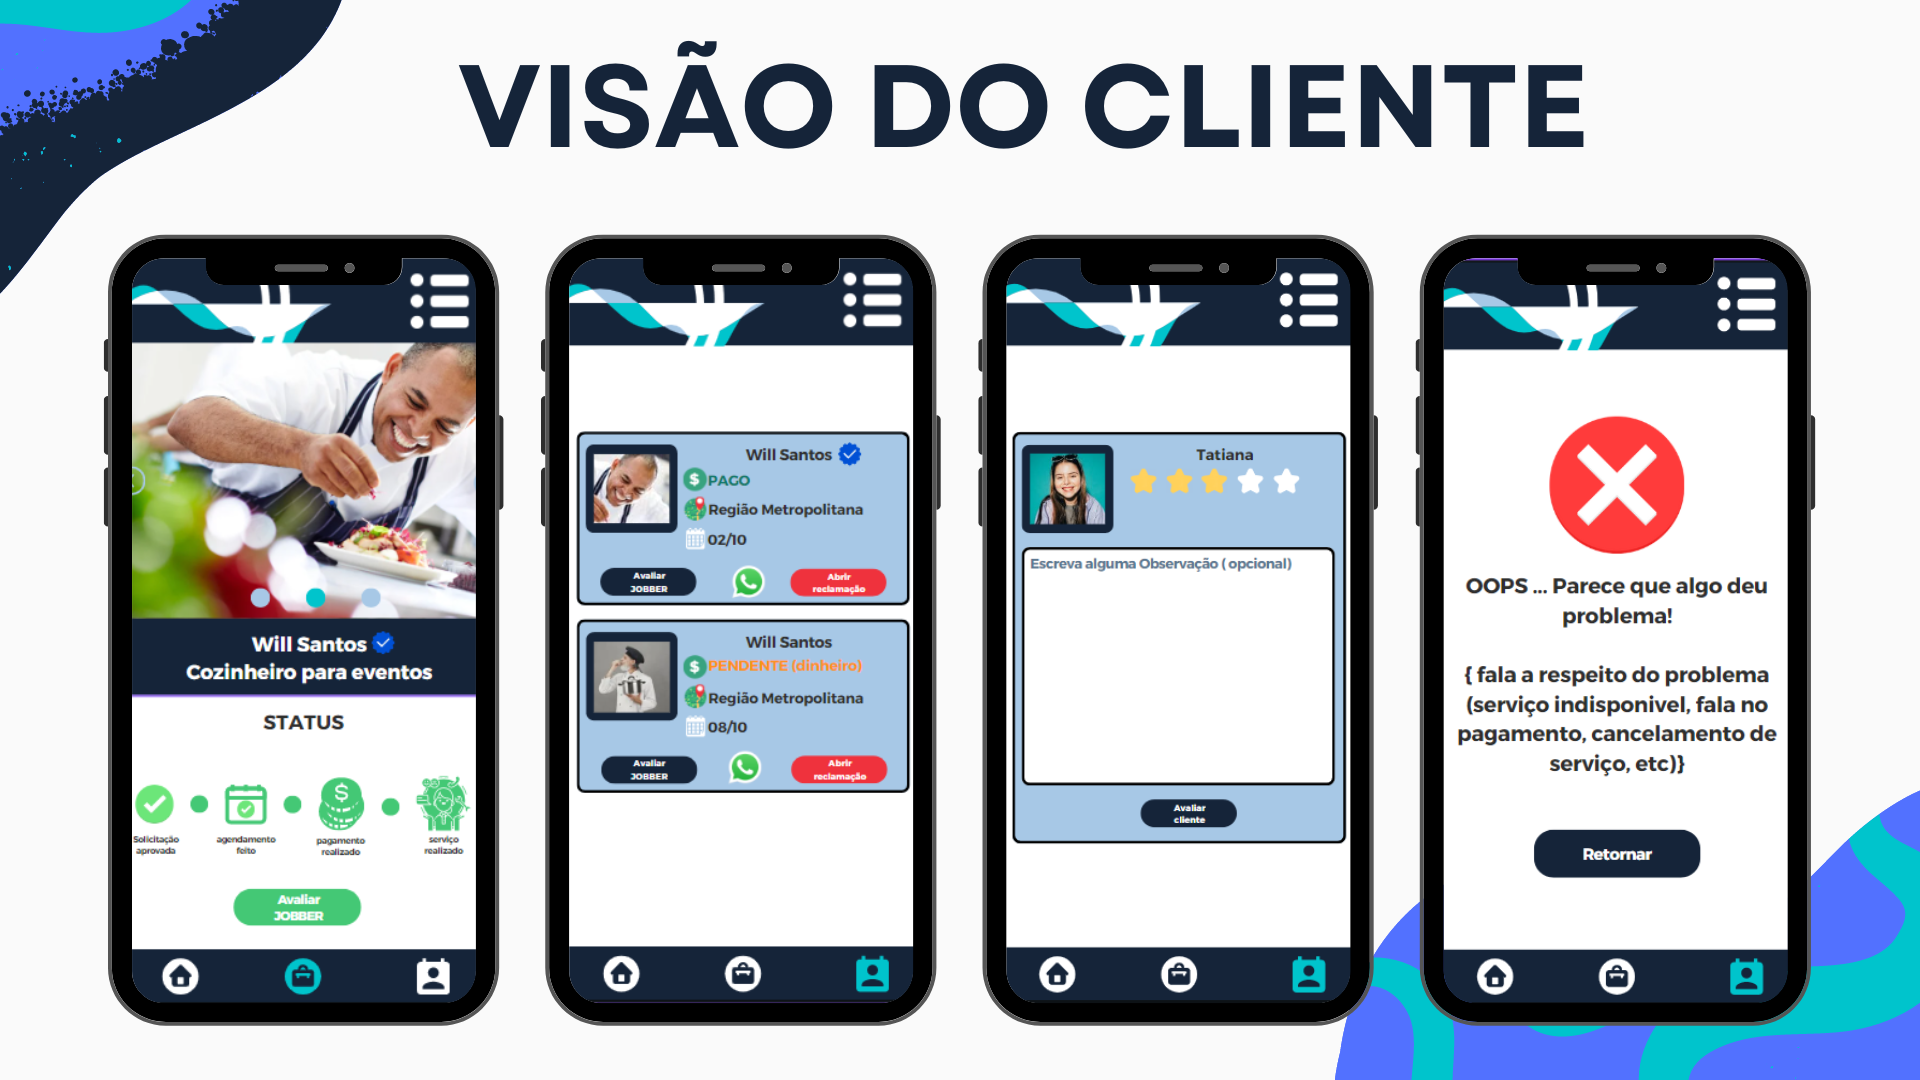 VISÃO DO CLIENTE
Will Santos
Cozinheiro para eventos
STATUS
Solicitação
aprovada
agendamento
feito
pagamento
realizado
serviço
realizado
Avaliar
JOBBER
Will Santos
PAGO
Região Metropolitana
02/10
Avaliar
JOBBER
Abrir
reclamação
Will Santos
PENDENTE (dinheiro)
Região Metropolitana
08/10
Avaliar
JOBBER
Abrir
reclamação
Tatiana
Escreva alguma Observação ( opcional)
Avaliar
cliente
OOPS ... Parece que algo deu
problema!
{ fala a respeito do problema
(serviço indisponivel, fala no
pagamento, cancelamento de
serviço, etc)}
Retornar